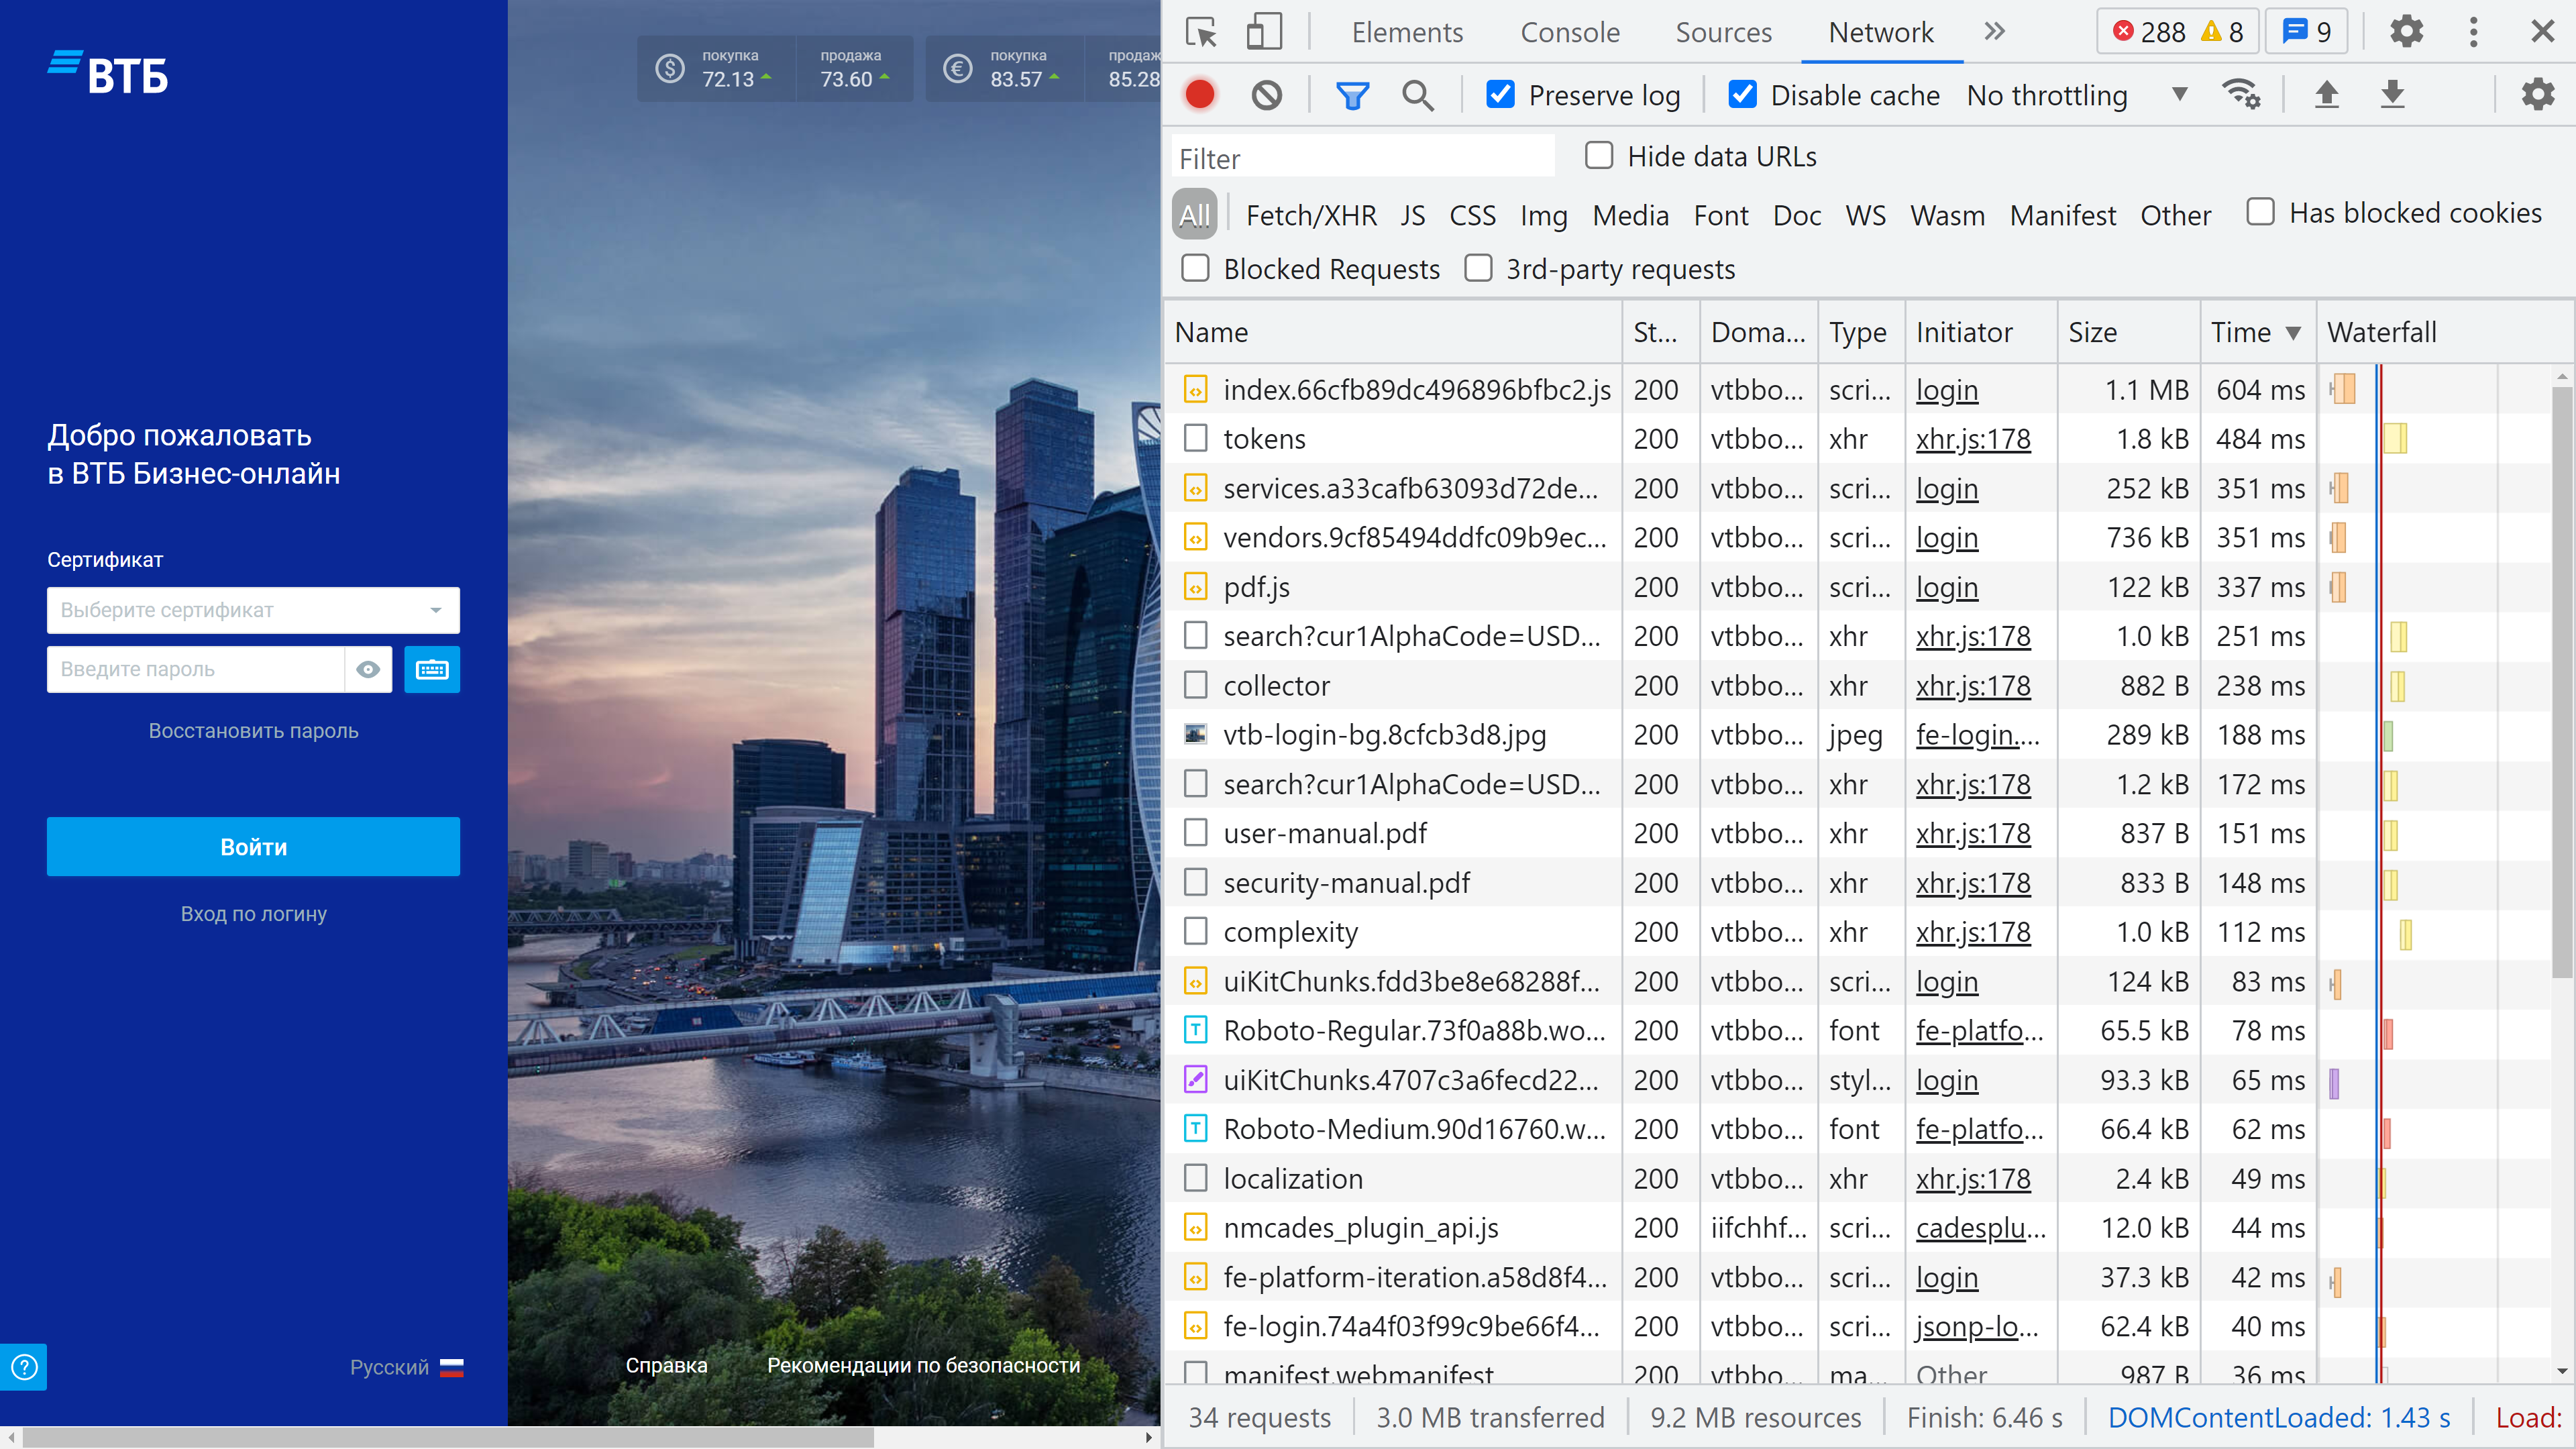 ВТБ
покупка
72.13
продажа
73.60
покупка
83.57
продаж
85.28
Добро пожаловать
в ВТБ Бизнес-онлайн
Сертификат
Выберите сертификат
Введите пароль
Восстановить пароль
Войти
Вход по логину
Русский
Справка
Рекомендации по безопасности
Elements Console Sources Network 288 8 9
Preserve log Disable cache No throttling
Filter Hide data URLs
All Fetch/XHR JS CSS Img Media Font Doc WS Wasm Manifest Other Has blocked cookies
Blocked Requests 3rd-party requests
Name St... Doma... Type Initiator Size Time Waterfall
index.66cfb89dc496896bfbc2.js 200 vtbbo... scri... login 1.1 MB 604 ms
tokens 200 vtbbo... xhr xhr.js:178 1.8 kB 484 ms
services.a33cafb63093d72de... 200 vtbbo... scri... login 252 kB 351 ms
vendors.9cf85494ddfc09b9ec... 200 vtbbo... scri... login 736 kB 351 ms
pdf.js 200 vtbbo... scri... login 122 kB 337 ms
search?cur1AlphaCode=USD... 200 vtbbo... xhr xhr.js:178 1.0 kB 251 ms
collector 200 vtbbo... xhr xhr.js:178 882 B 238 ms
vtb-login-bg.8cfcb3d8.jpg 200 vtbbo... jpeg fe-login.... 289 kB 188 ms
search?cur1AlphaCode=USD... 200 vtbbo... xhr xhr.js:178 1.2 kB 172 ms
user-manual.pdf 200 vtbbo... xhr xhr.js:178 837 B 151 ms
security-manual.pdf 200 vtbbo... xhr xhr.js:178 833 B 148 ms
complexity 200 vtbbo... xhr xhr.js:178 1.0 kB 112 ms
uiKitChunks.fdd3be8e68288f... 200 vtbbo... scri... login 124 kB 83 ms
Roboto-Regular.73f0a88b.wo... 200 vtbbo... font fe-platfo... 65.5 kB 78 ms
uiKitChunks.4707c3a6fecd22... 200 vtbbo... styl... login 93.3 kB 65 ms
Roboto-Medium.90d16760.w... 200 vtbbo... font fe-platfo... 66.4 kB 62 ms
localization 200 vtbbo... xhr xhr.js:178 2.4 kB 49 ms
nmcades_plugin_api.js 200 iifchhf... scri... cadesplu... 12.0 kB 44 ms
fe-platform-iteration.a58d8f4... 200 vtbbo... scri... login 37.3 kB 42 ms
fe-login.74a4f03f99c9be66f4... 200 vtbbo... scri... jsonp-lo... 62.4 kB 40 ms
manifest.webmanifest 200 vtbbo... ma... Other 987 B 36 ms
34 requests 3.0 MB transferred 9.2 MB resources Finish: 6.46 s DOMContentLoaded: 1.43 s Load: